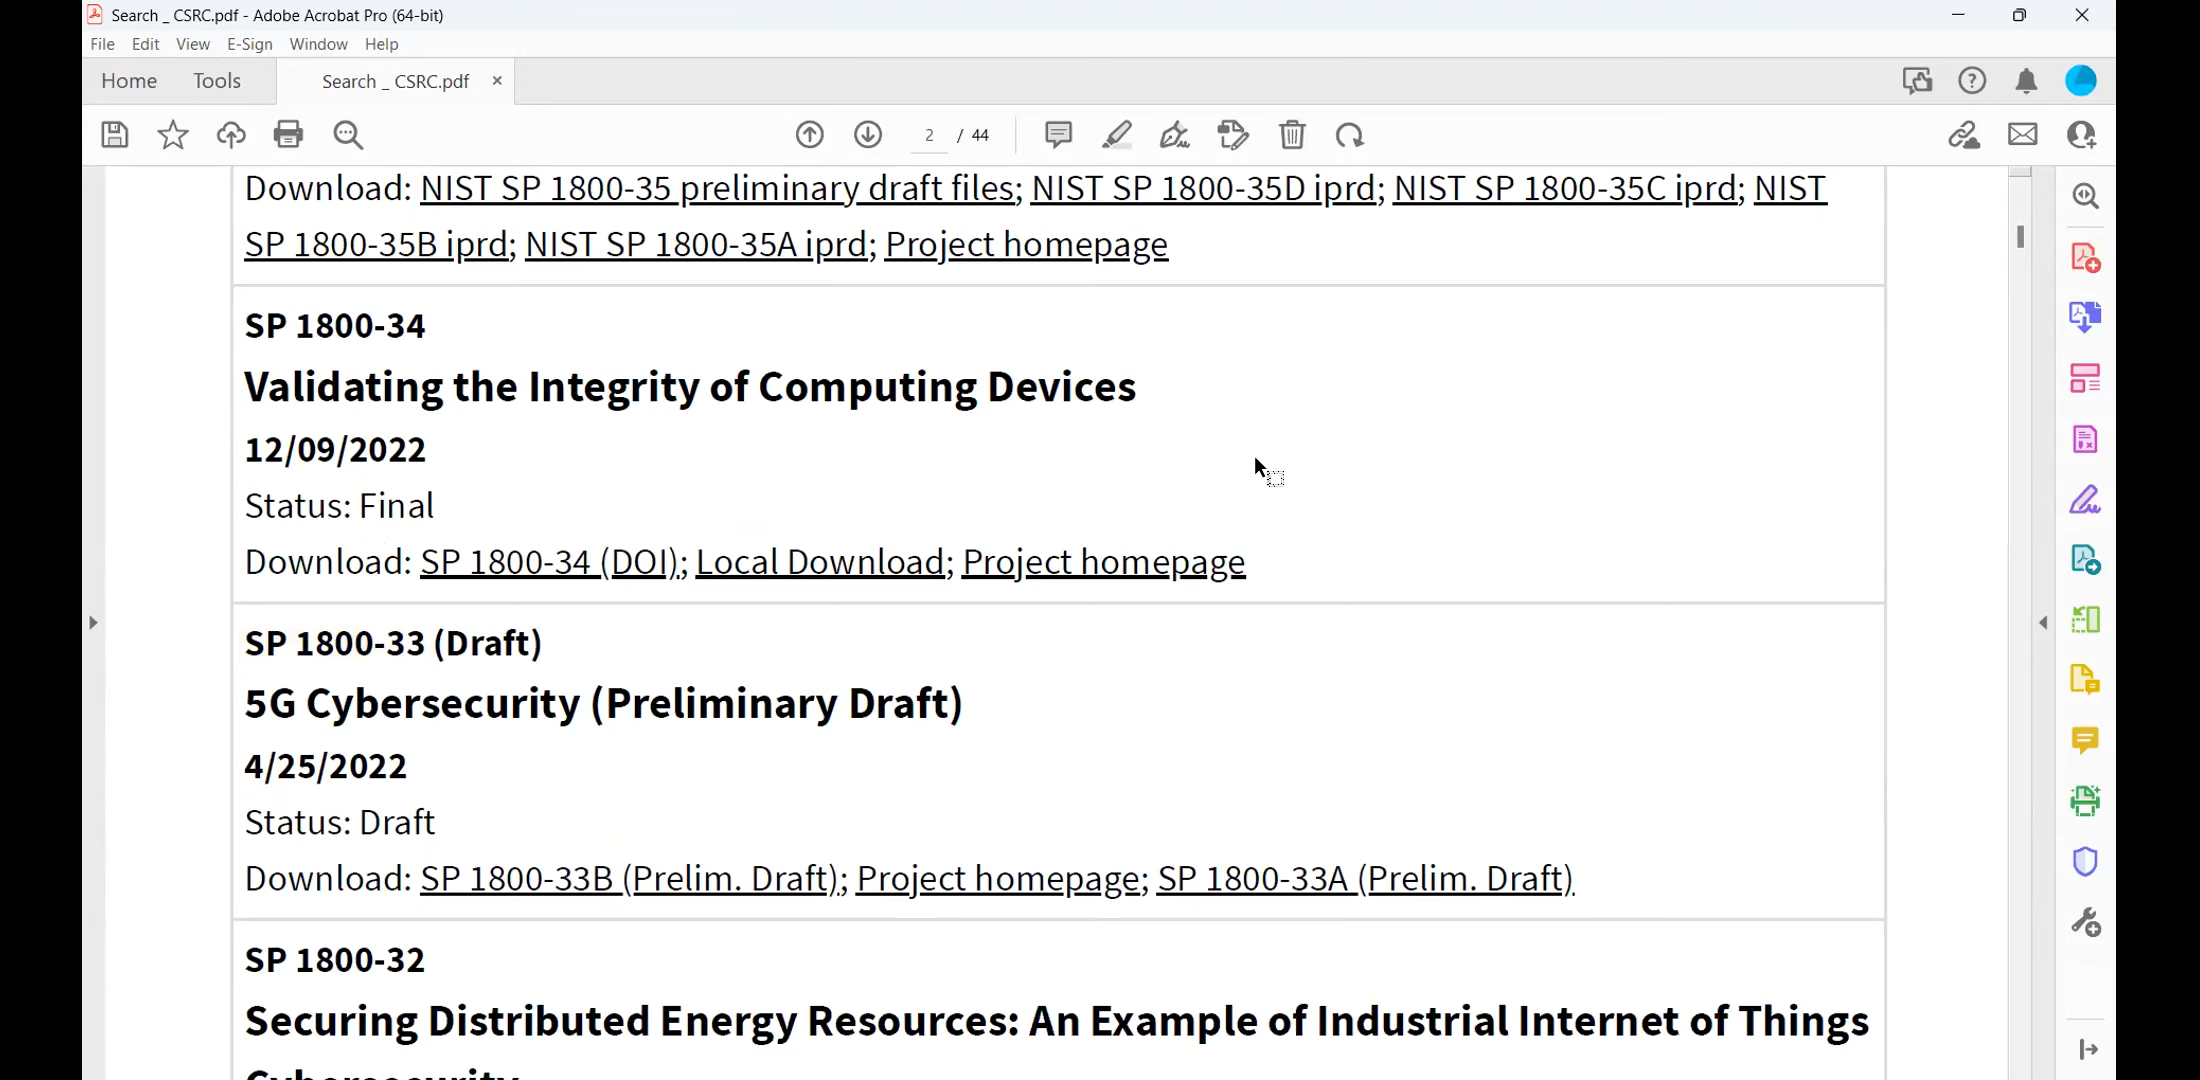 Search _ CSRC.pdf - Adobe Acrobat Pro (64-bit)
File Edit View E-Sign Window Help
Home Tools Search _ CSRC.pdf ×
2 / 44
Download: NIST SP 1800-35 preliminary draft files; NIST SP 1800-35D iprd; NIST SP 1800-35C iprd; NIST
SP 1800-35B iprd; NIST SP 1800-35A iprd; Project homepage
SP 1800-34
Validating the Integrity of Computing Devices
12/09/2022
Status: Final
Download: SP 1800-34 (DOI); Local Download; Project homepage
SP 1800-33 (Draft)
5G Cybersecurity (Preliminary Draft)
4/25/2022
Status: Draft
Download: SP 1800-33B (Prelim. Draft); Project homepage; SP 1800-33A (Prelim. Draft)
SP 1800-32
Securing Distributed Energy Resources: An Example of Industrial Internet of Things
Cybersecurity